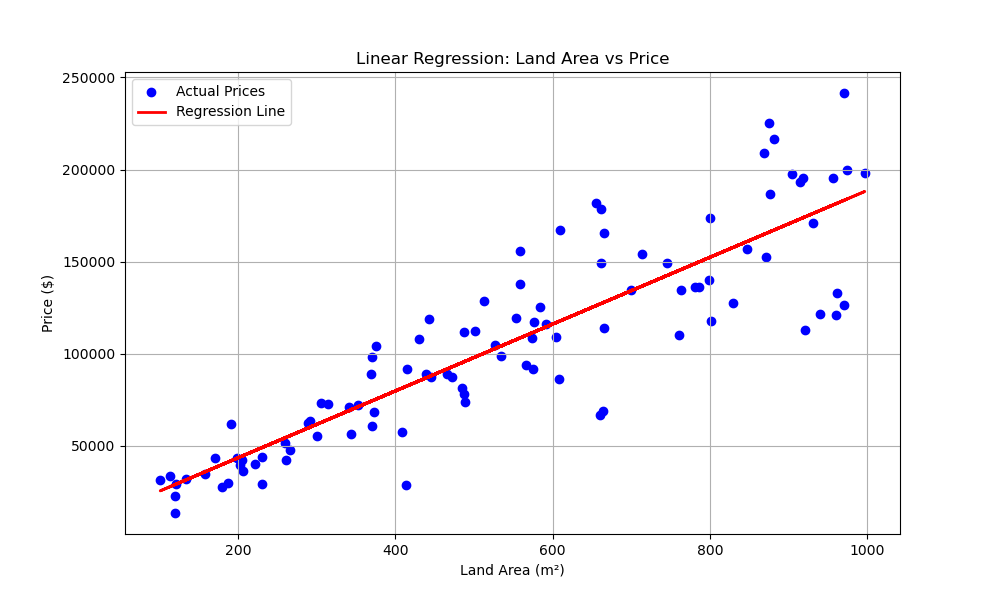 Linear Regression: Land Area vs Price
250000
200000
150000
100000
50000
Price ($)
Actual Prices
Regression Line
200 400 600 800 1000
Land Area (m²)